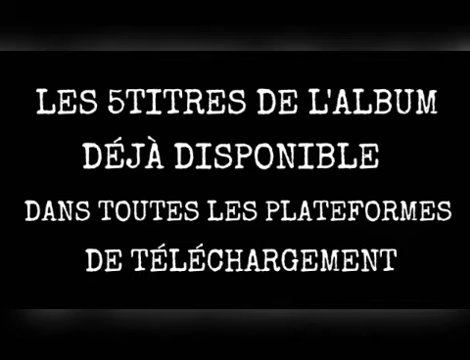 LES 5TITRES DE L'ALBUM
DÉJÀ DISPONIBLE
DANS TOUTES LES PLATEFORMES
DE TÉLÉCHARGEMENT